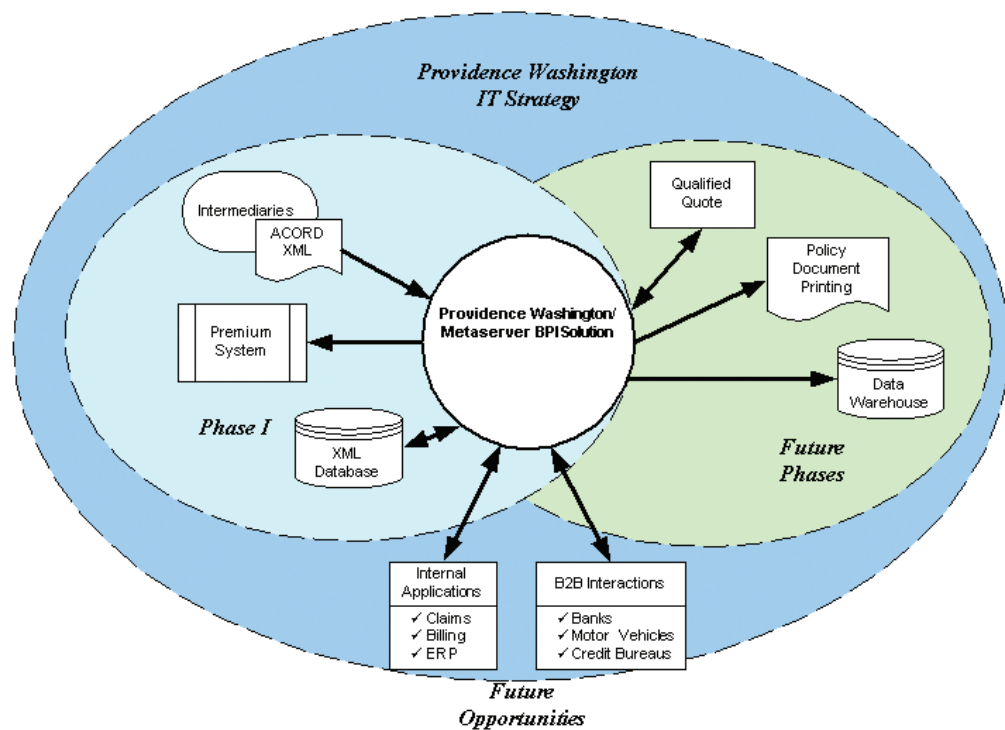 Providence Washington
IT Strategy
Intermediaries
ACORD
XML
Premium
System
Phase I
XML
Database
Providence Washington/
Metaserver BPI Solution
Qualified
Quote
Policy
Document
Printing
Data
Warehouse
Future
Phases
Internal
Applications
✓ Claims
✓ Billing
✓ ERP
B2B Interactions
✓ Banks
✓ Motor Vehicles
✓ Credit Bureaus
Future
Opportunities